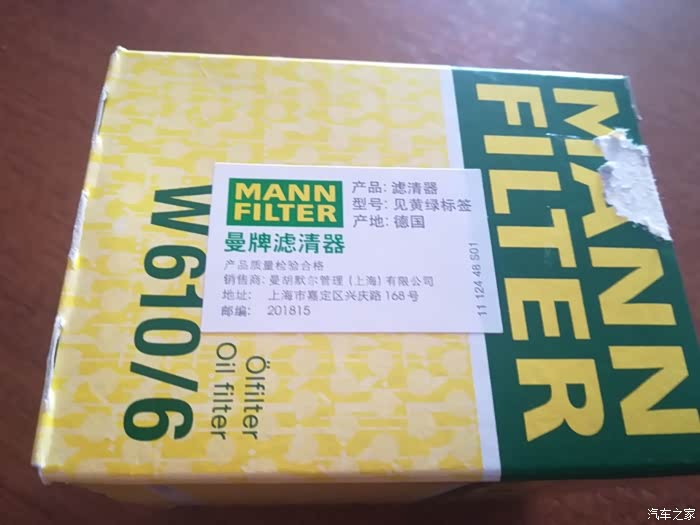 MANN
FILTER
W 610/6
Ölfilter
Oil filter
MANN
FILTER
曼牌滤清器
产品: 滤清器
型号: 见黄绿标签
产地: 德国
产品质量检验合格
销售商: 曼胡默尔管理 (上海) 有限公司
地址: 上海市嘉定区兴庆路168号
邮编: 201815
11 124 48 S01
汽车之家